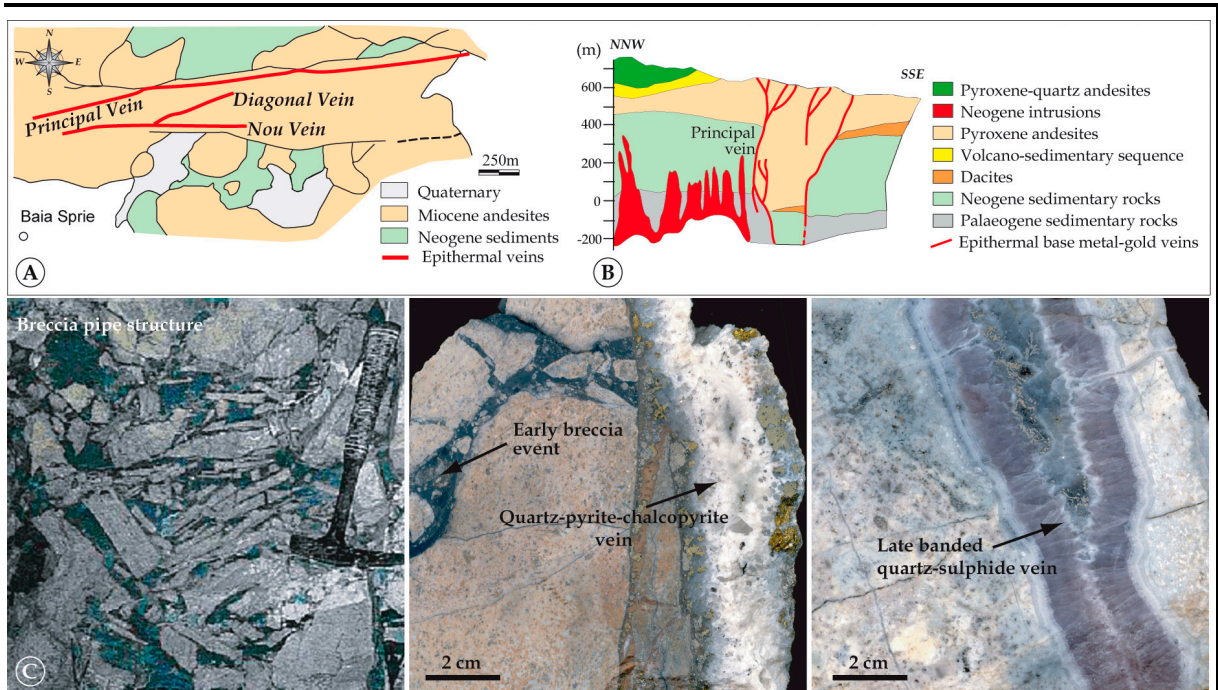 N
W E
S
Principal Vein
Diagonal Vein
Nou Vein
250m
Baia Sprie
Quaternary
Miocene andesites
Neogene sediments
Epithermal veins
A
(m)
NNW
SSE
600
400
200
0
-200
Principal
vein
B
Pyroxene-quartz andesites
Neogene intrusions
Pyroxene andesites
Volcano-sedimentary sequence
Dacites
Neogene sedimentary rocks
Palaeogene sedimentary rocks
Epithermal base metal-gold veins
Breccia pipe structure
C
Early breccia
event
Quartz-pyrite-chalcopyrite
vein
2 cm
Late banded
quartz-sulphide vein
2 cm